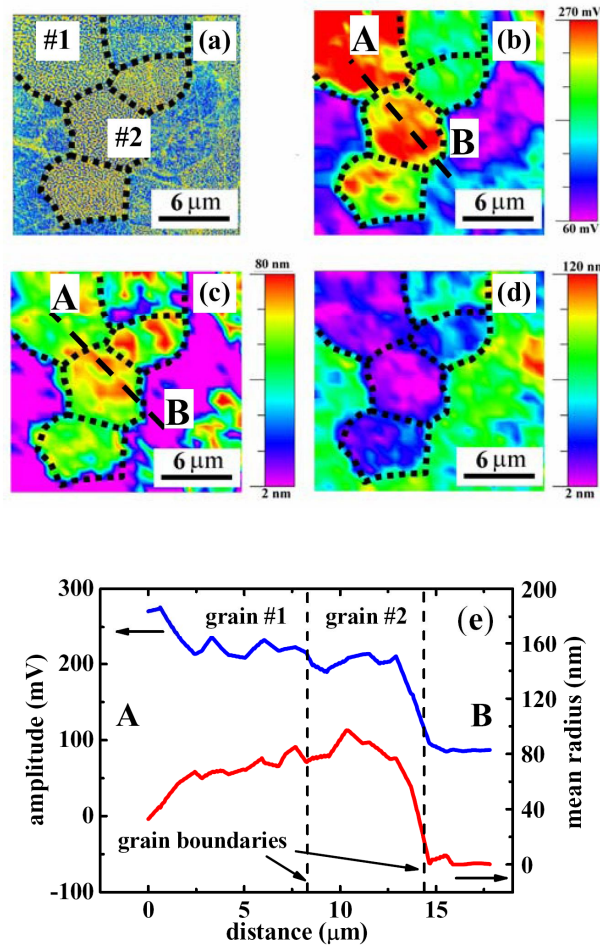 #1
(a)
#2
6 μm
A
(b)
B
6 μm
270 mV
60 mV
A
(c)
B
6 μm
80 nm
2 nm
(d)
6 μm
120 nm
2 nm
300
200
grain #1
grain #2
(e)
160
200
120
A
B
100
80
0
40
grain boundaries
0
-100
0
5
10
15
amplitude (mV)
mean radius (nm)
distance (μm)